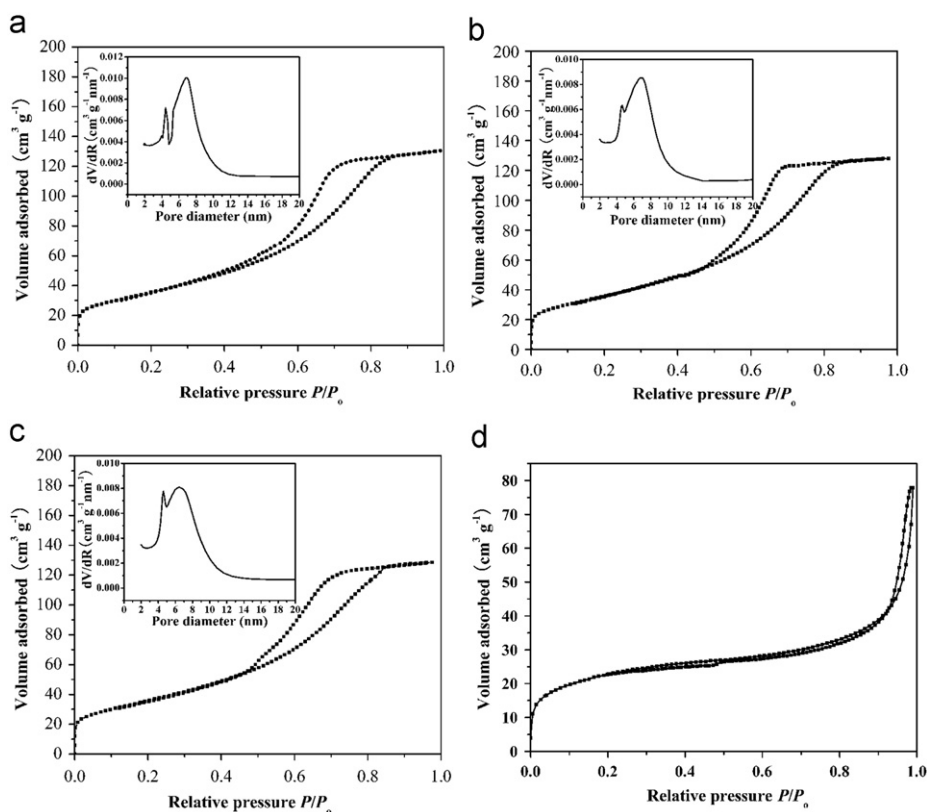 a
200
180
160
140
120
100
80
60
40
20
0
Volume adsorbed (cm³ g⁻¹)
0.0 0.2 0.4 0.6 0.8 1.0
Relative pressure P/Pₒ
0.012
0.010
0.008
0.006
0.004
0.002
0.000
dV/dR (cm³ g⁻¹nm⁻¹)
0 2 4 6 8 10 12 14 16 18 20
Pore diameter (nm)
b
200
180
160
140
120
100
80
60
40
20
0
Volume adsorbed (cm³ g⁻¹)
0.0 0.2 0.4 0.6 0.8 1.0
Relative pressure P/Pₒ
0.010
0.008
0.006
0.004
0.002
0.000
dV/dR (cm³ g⁻¹nm⁻¹)
0 2 4 6 8 10 12 14 16 18 20
Pore diameter (nm)
c
200
180
160
140
120
100
80
60
40
20
0
Volume adsorbed (cm³ g⁻¹)
0.0 0.2 0.4 0.6 0.8 1.0
Relative pressure P/Pₒ
0.010
0.008
0.006
0.004
0.002
0.000
dV/dR (cm³ g⁻¹nm⁻¹)
0 2 4 6 8 10 12 14 16 18 20
Pore diameter (nm)
d
80
70
60
50
40
30
20
10
0
Volume adsorbed (cm³ g⁻¹)
0.0 0.2 0.4 0.6 0.8 1.0
Relative pressure P/Pₒ